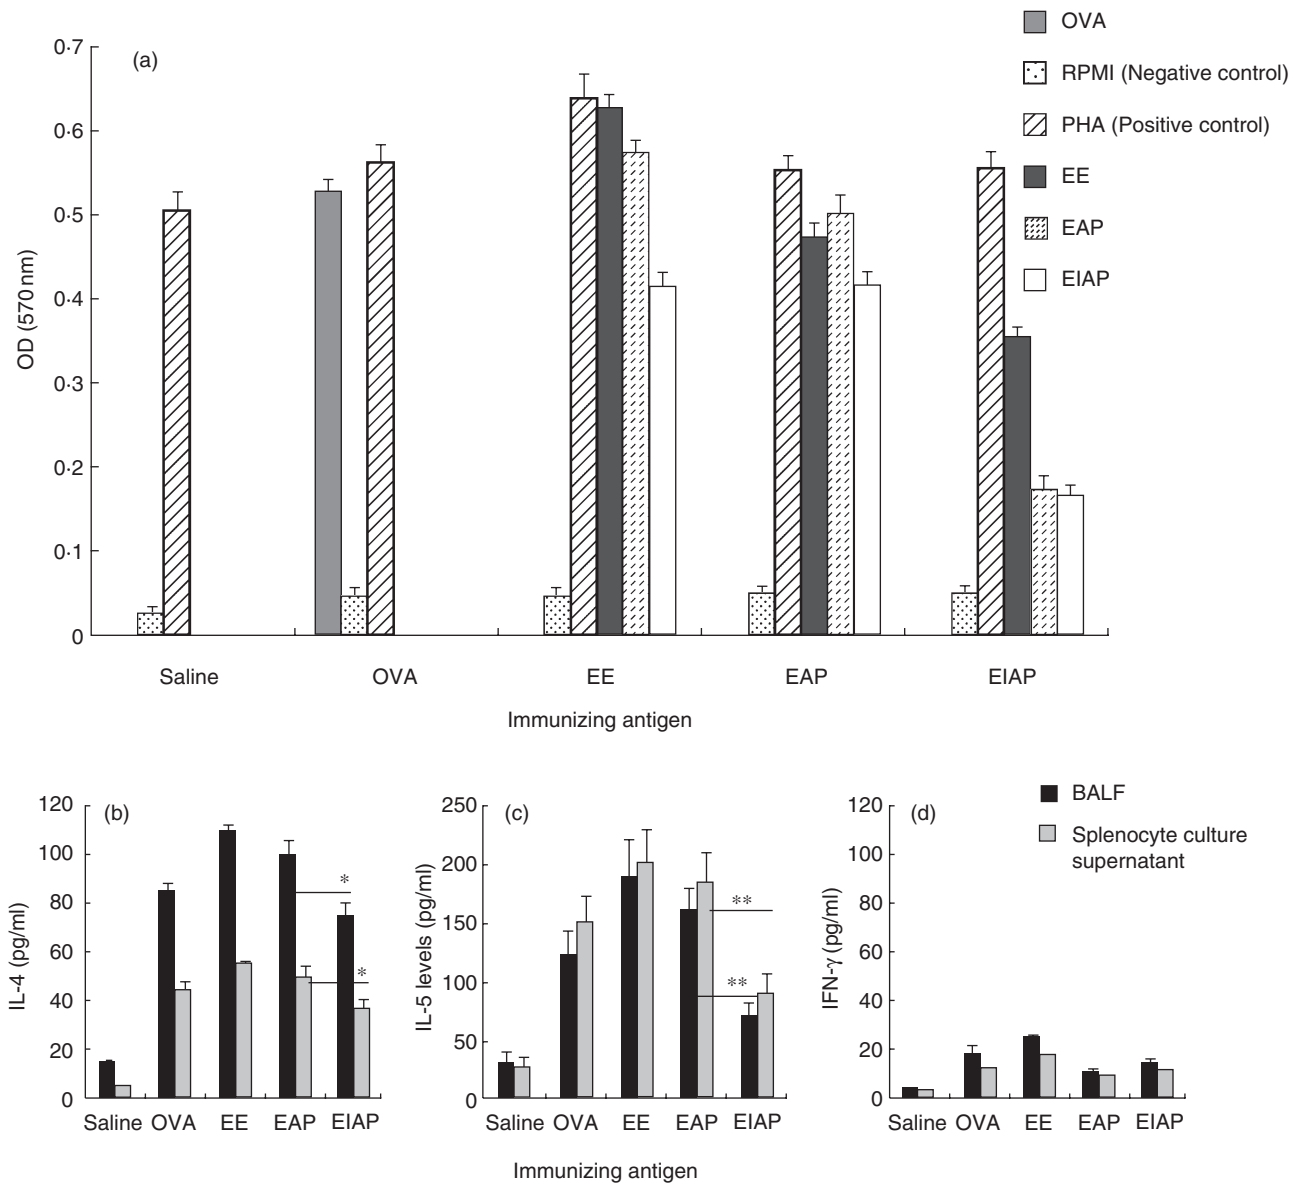 (a)
OVA
RPMI (Negative control)
PHA (Positive control)
EE
EAP
EIAP
0·7
0·6
0·5
0·4
0·3
0·2
0·1
0
OD (570 nm)
Saline OVA EE EAP EIAP
Immunizing antigen
BALF
Splenocyte culture
supernatant
(b)
120
100
80
60
40
20
0
IL-4 (pg/ml)
*
*
Saline OVA EE EAP EIAP
(c)
250
200
150
100
50
0
IL-5 levels (pg/ml)
**
**
Saline OVA EE EAP EIAP
(d)
120
100
80
60
40
20
0
IFN-γ (pg/ml)
Saline OVA EE EAP EIAP
Immunizing antigen